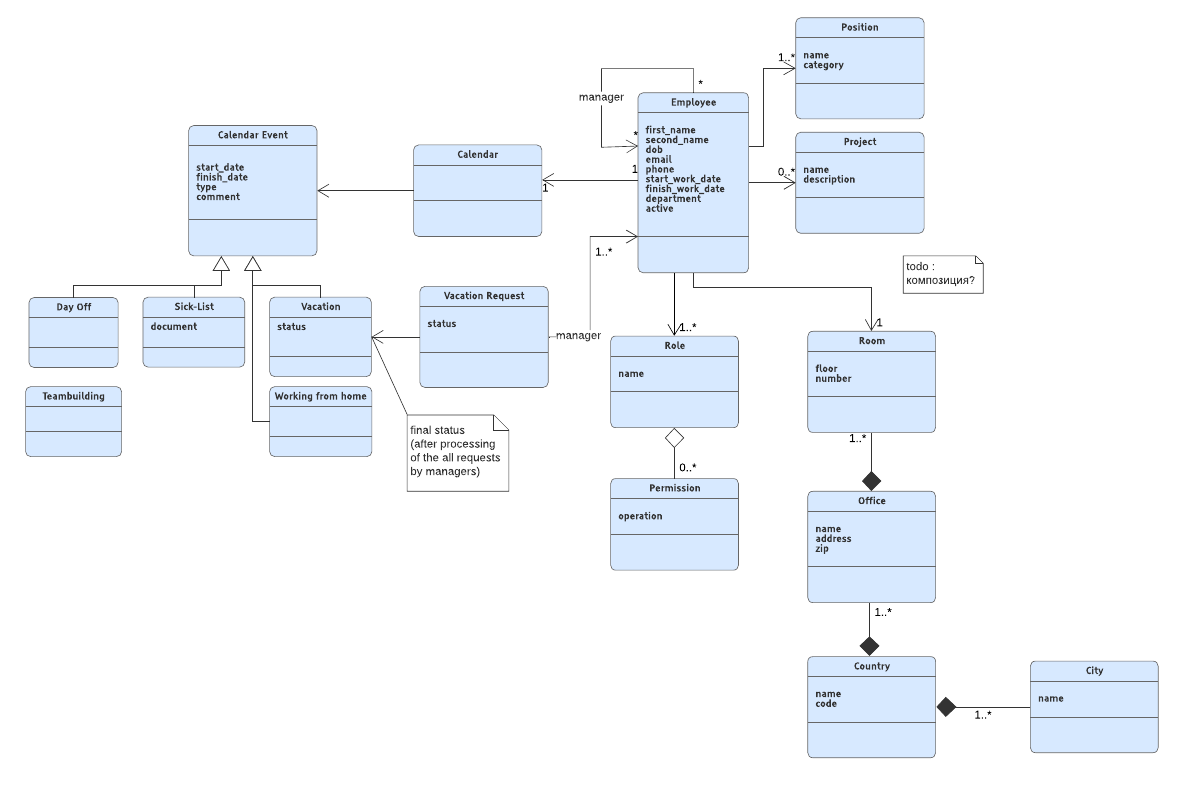 Position
name
category
1..*
manager
*
*
Employee
first_name
second_name
dob
email
phone
start_work_date
finish_work_date
department
active
1
1
1..*
Project
name
description
0..*
Calendar Event
start_date
finish_date
type
comment
Calendar
todo :
композиция?
Day Off
Sick-List
document
Vacation
status
Vacation Request
status
manager
1..*
1
Role
name
Room
floor
number
Teambuilding
Working from home
final status
(after processing
of the all requests
by managers)
0..*
1..*
Permission
operation
Office
name
address
zip
1..*
Country
name
code
1..*
City
name